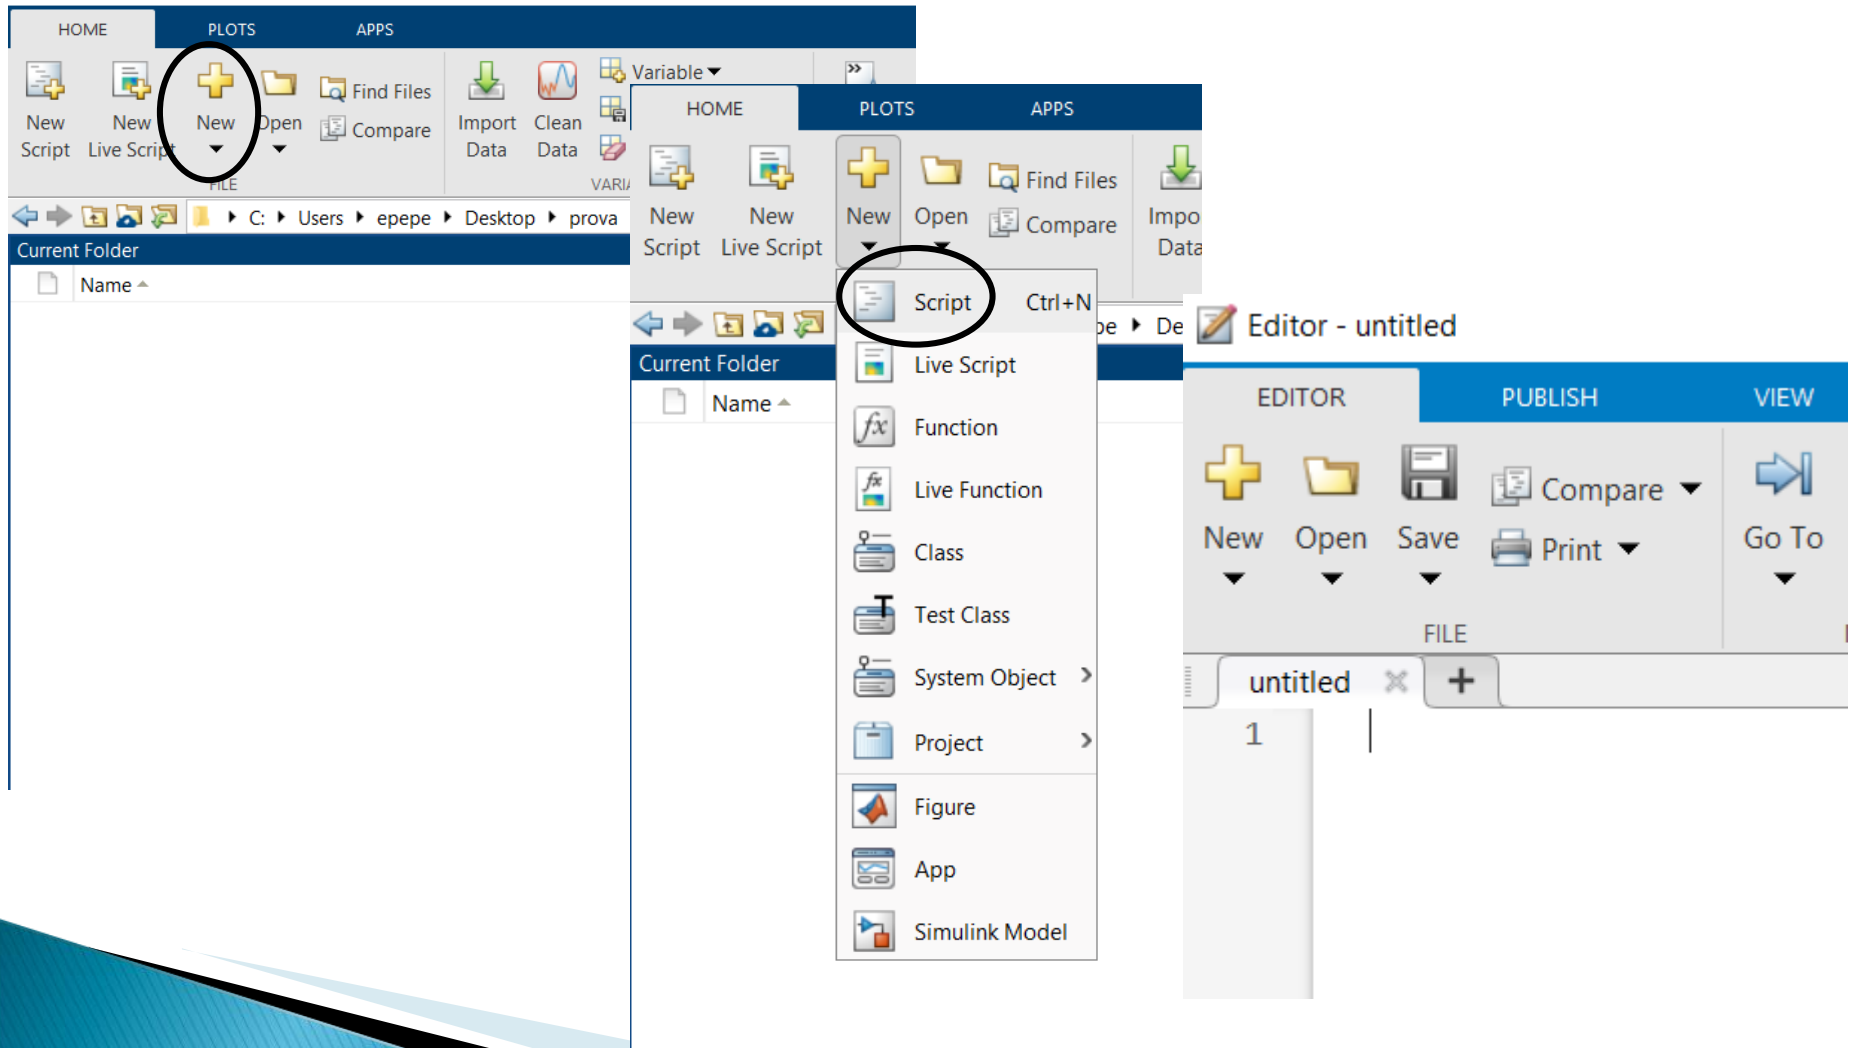 HOME PLOTS APPS
Variable
New Script
New Live Script
New
Open
Find Files
Compare
Import Data
Clean Data
FILE
C: Users epepe Desktop prova
Current Folder
Name
HOME PLOTS APPS
New Script
New Live Script
New
Open
Find Files
Compare
Data
Current Folder
Name
Script Ctrl+N
Live Script
Function
Live Function
Class
Test Class
System Object
Project
Figure
App
Simulink Model
Editor - untitled
EDITOR PUBLISH VIEW
New
Open
Save
Compare
Print
Go To
FILE
untitled +
1